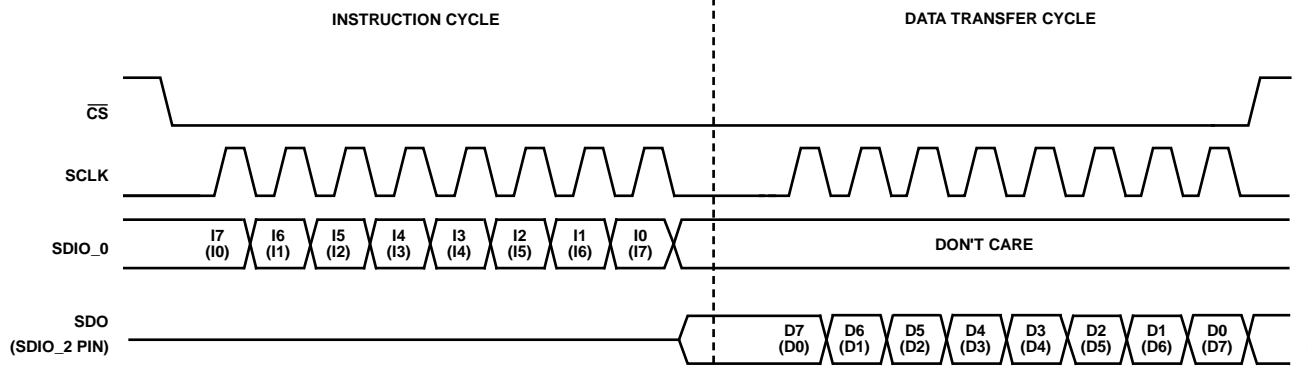 INSTRUCTION CYCLE DATA TRANSFER CYCLE
CS
SCLK
SDIO_0 I7 I6 I5 I4 I3 I2 I1 I0 DON'T CARE
(I0) (I1) (I2) (I3) (I4) (I5) (I6) (I7)
SDO D7 D6 D5 D4 D3 D2 D1 D0
(SDIO_2 PIN) (D0) (D1) (D2) (D3) (D4) (D5) (D6) (D7)